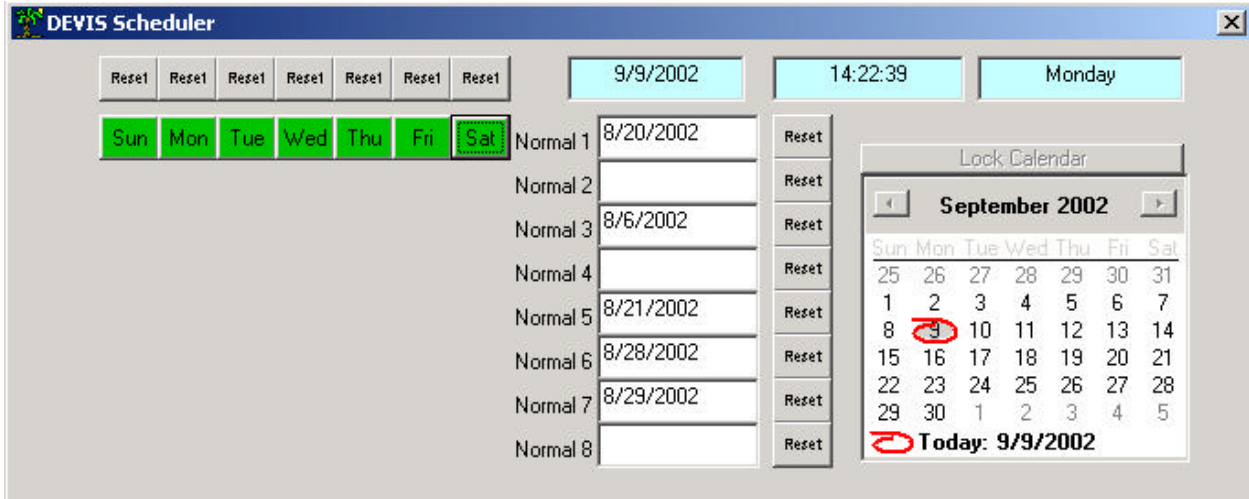 DEVIS Scheduler
Reset Reset Reset Reset Reset Reset Reset
9/9/2002 14:22:39 Monday
Sun Mon Tue Wed Thu Fri Sat
Normal 1 8/20/2002 Reset
Normal 2 Reset
Normal 3 8/6/2002 Reset
Normal 4 Reset
Normal 5 8/21/2002 Reset
Normal 6 8/28/2002 Reset
Normal 7 8/29/2002 Reset
Normal 8 Reset
Lock Calendar
September 2002
Sun Mon Tue Wed Thu Fri Sat
25 26 27 28 29 30 31
1 2 3 4 5 6 7
8 9 10 11 12 13 14
15 16 17 18 19 20 21
22 23 24 25 26 27 28
29 30 1 2 3 4 5
Today: 9/9/2002